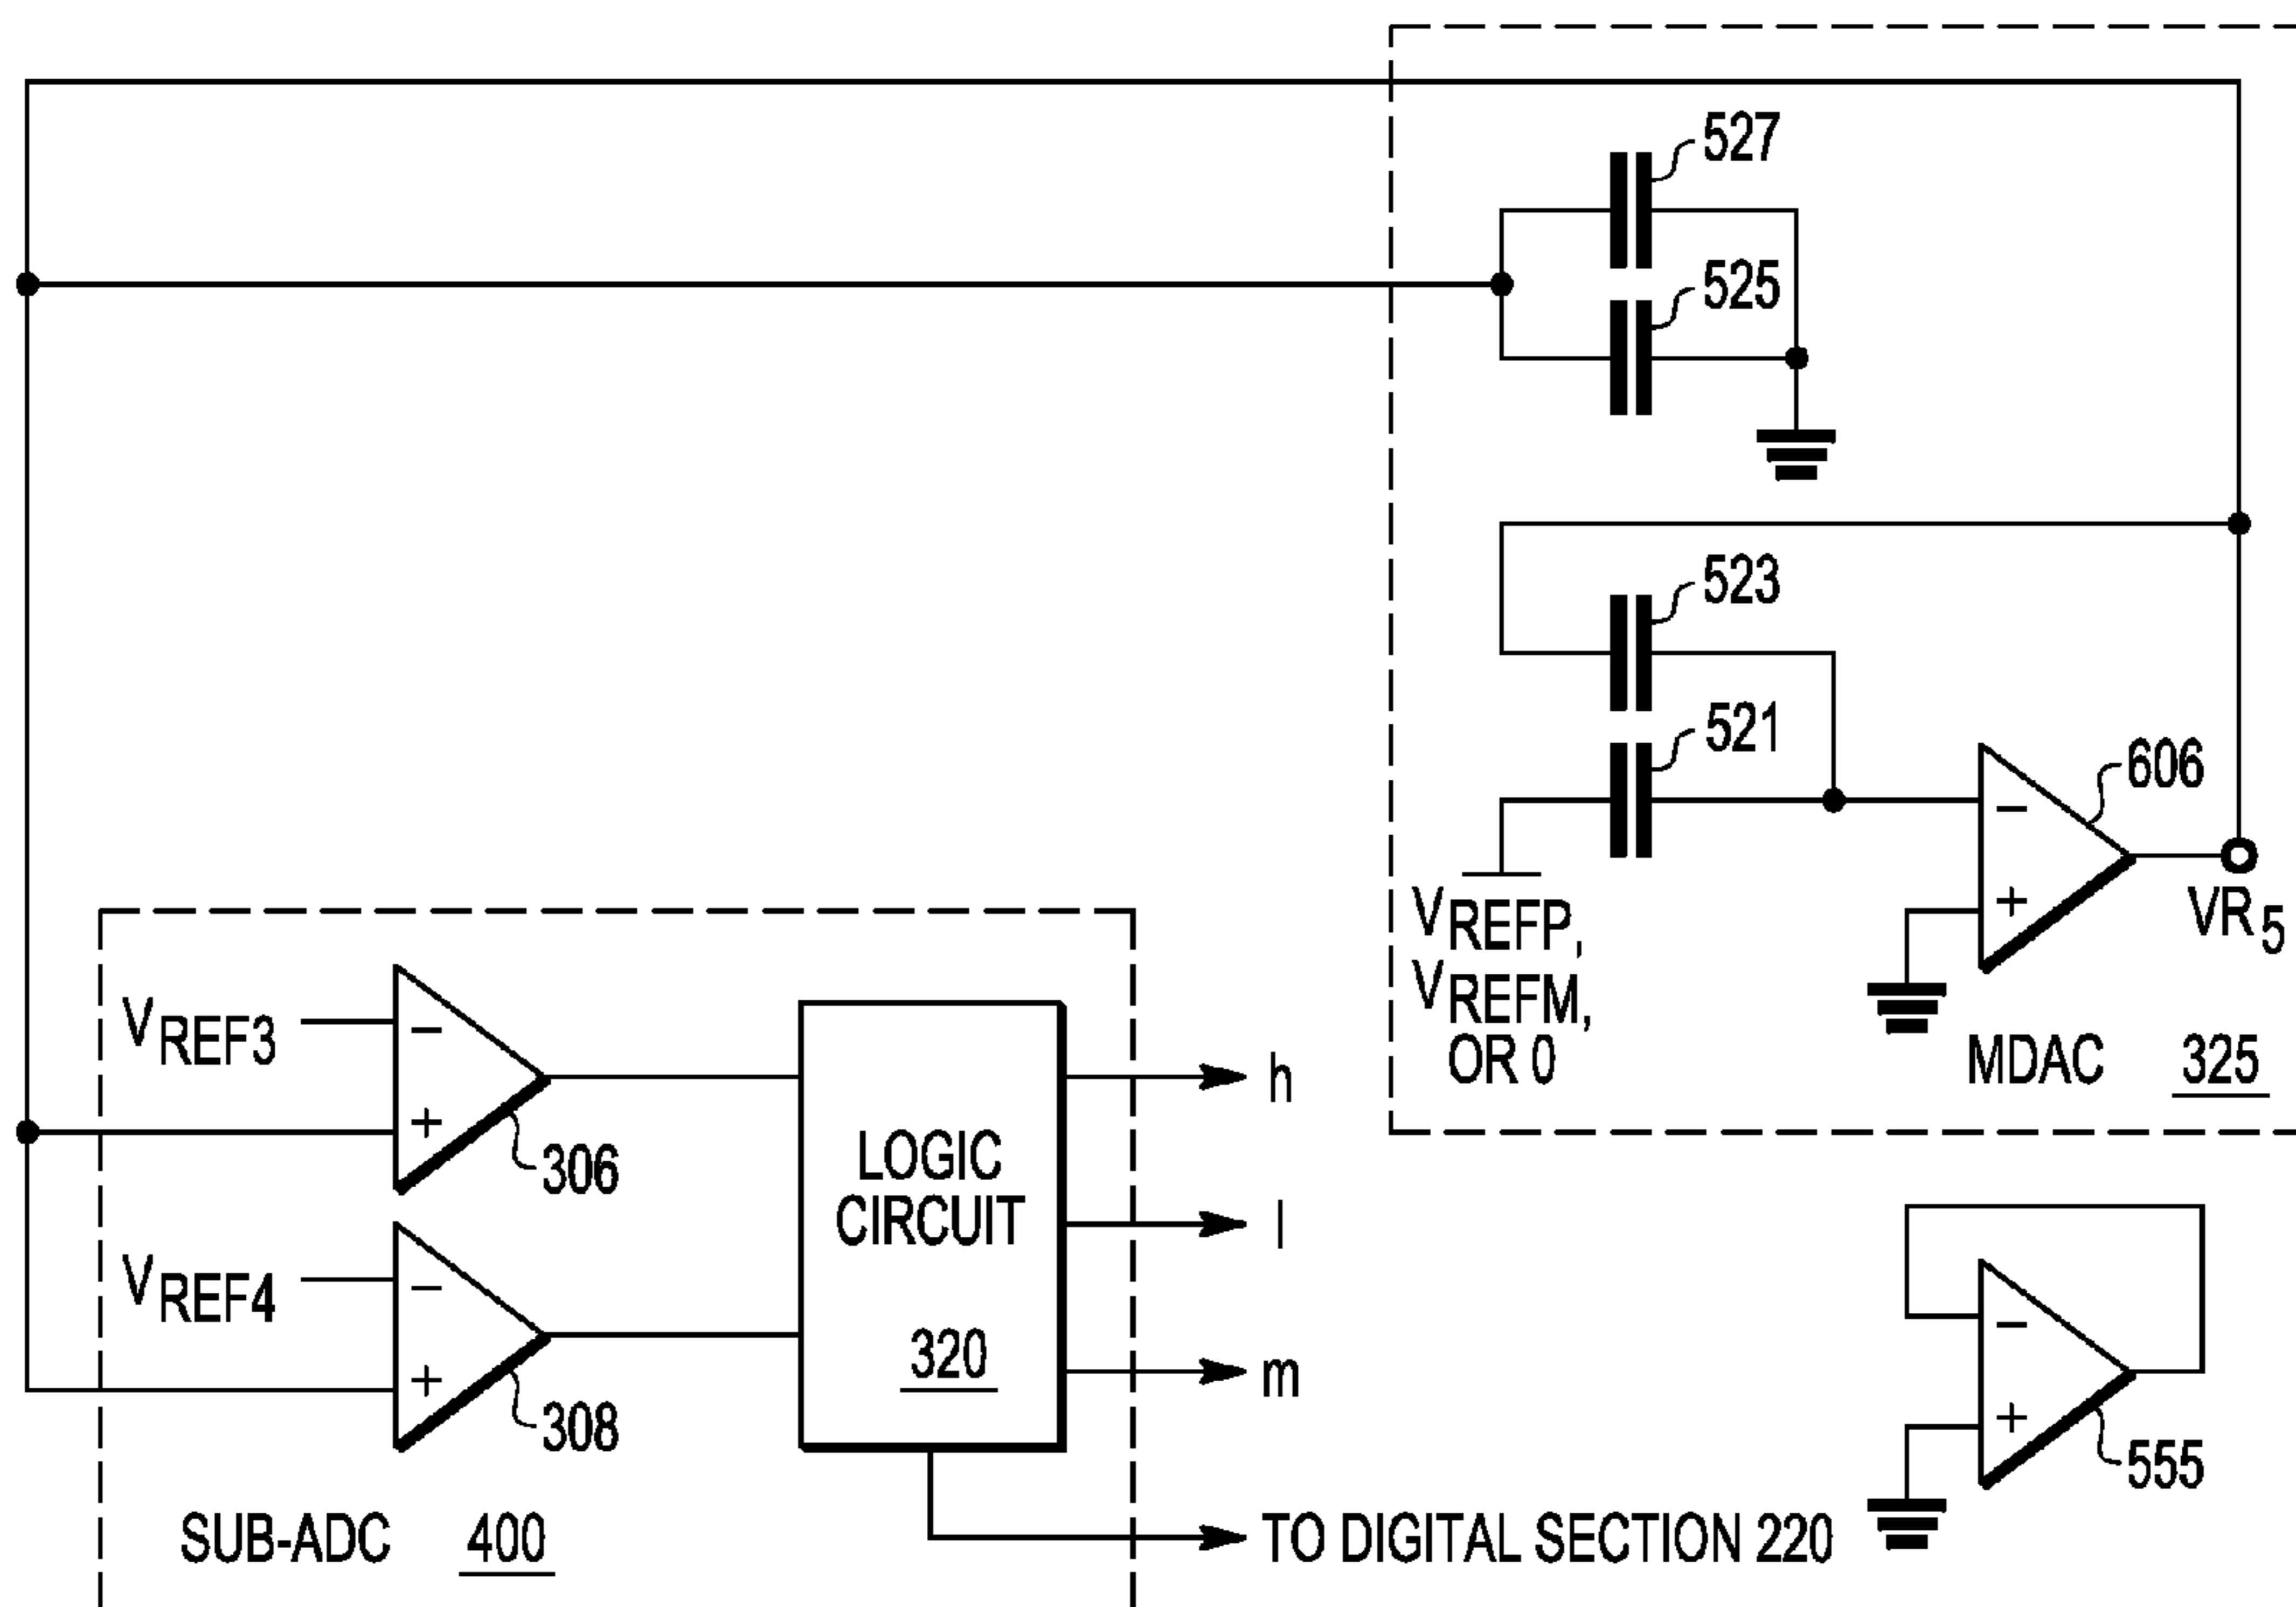 527
525
523
521
606
VREFP,
VREFM,
OR 0
VR5
MDAC 325
VREF3
306
VREF4
308
LOGIC
CIRCUIT
320
h
l
m
555
SUB-ADC 400
TO DIGITAL SECTION 220